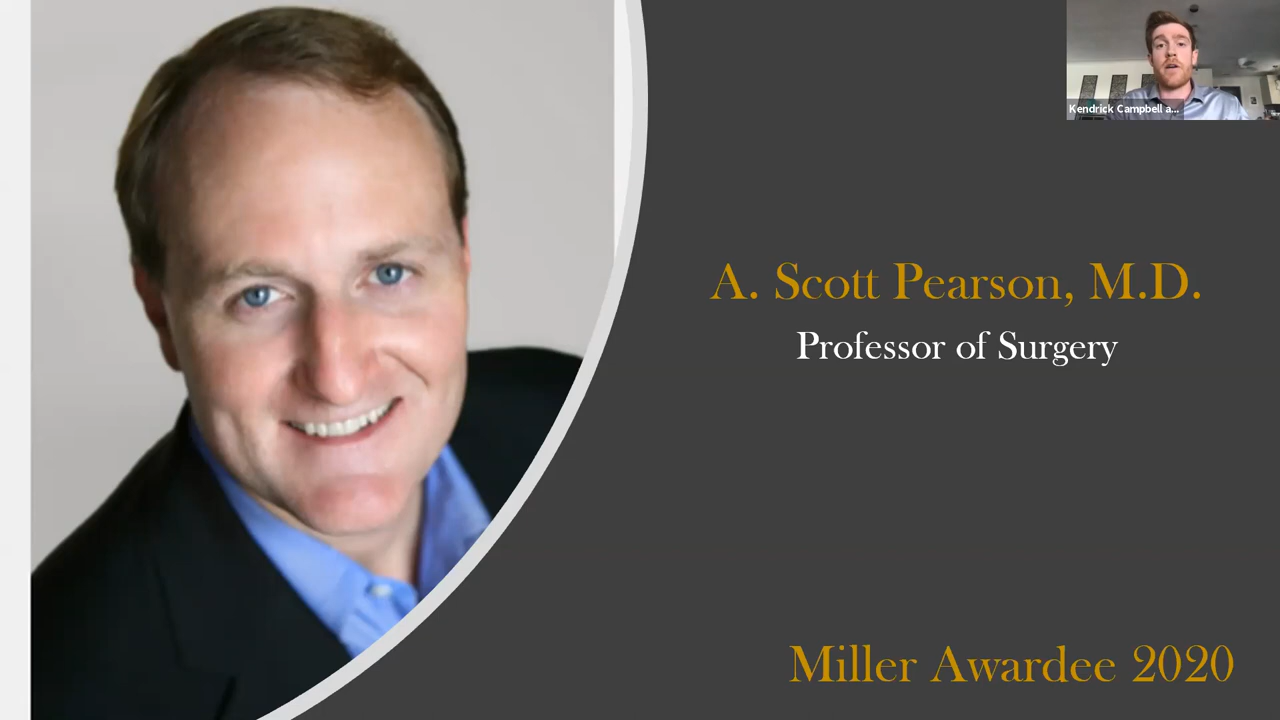 Kendrick Campbell a...
A. Scott Pearson, M.D.
Professor of Surgery
Miller Awardee 2020